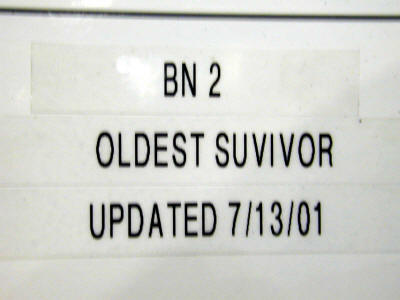 BN 2
OLDEST SUVIVOR
UPDATED 7/13/01